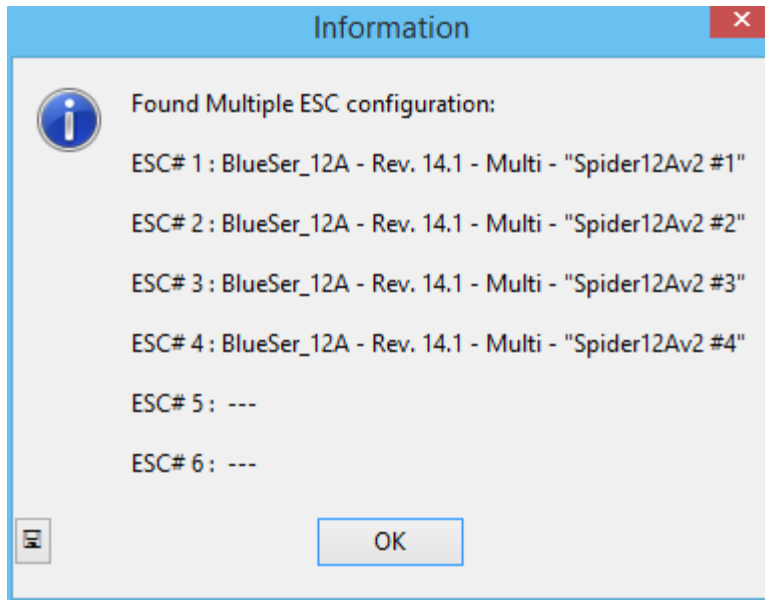 Information
Found Multiple ESC configuration:
ESC# 1 : BlueSer_12A - Rev. 14.1 - Multi - "Spider12Av2 #1"
ESC# 2 : BlueSer_12A - Rev. 14.1 - Multi - "Spider12Av2 #2"
ESC# 3 : BlueSer_12A - Rev. 14.1 - Multi - "Spider12Av2 #3"
ESC# 4 : BlueSer_12A - Rev. 14.1 - Multi - "Spider12Av2 #4"
ESC# 5 : ---
ESC# 6 : ---
OK